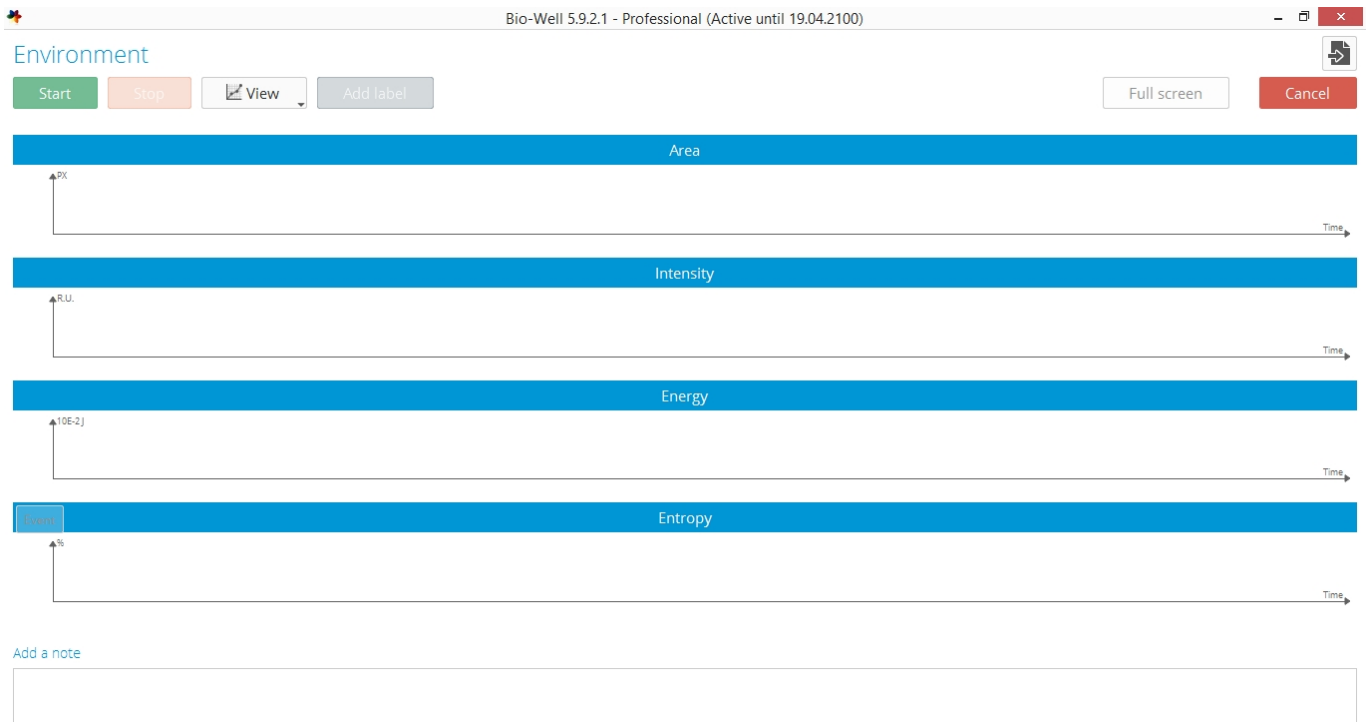 Bio-Well 5.9.2.1 - Professional (Active until 19.04.2100)
Environment
Start Stop View Add label Full screen Cancel
Area
PX
Time
Intensity
R.U.
Time
Energy
10E-2 J
Time
Event Entropy
%
Time
Add a note